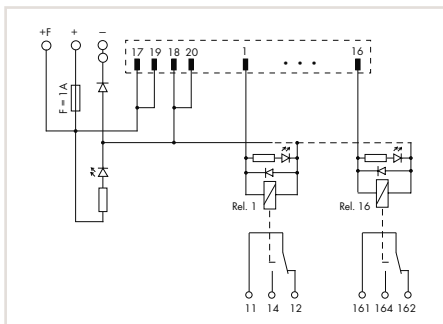 +F + −
17 19 18 20 1 16
F = 1A
Rel. 1 Rel. 16
11 14 12 161 164 162